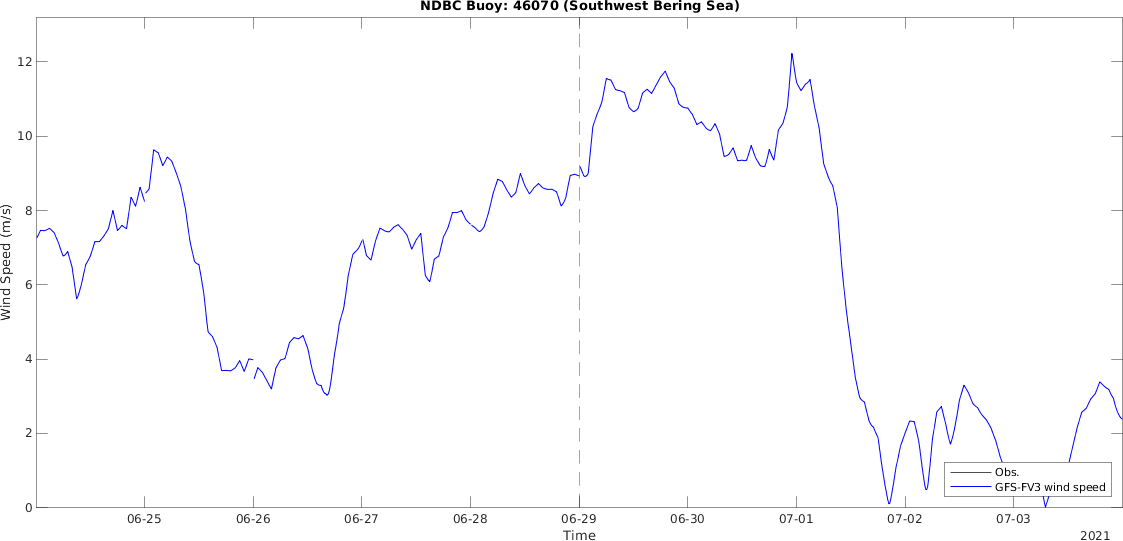 NDBC Buoy: 46070 (Southwest Bering Sea)
Wind Speed (m/s)
12
10
8
6
4
2
0
Obs.
GFS-FV3 wind speed
06-25 06-26 06-27 06-28 06-29 06-30 07-01 07-02 07-03
Time
2021